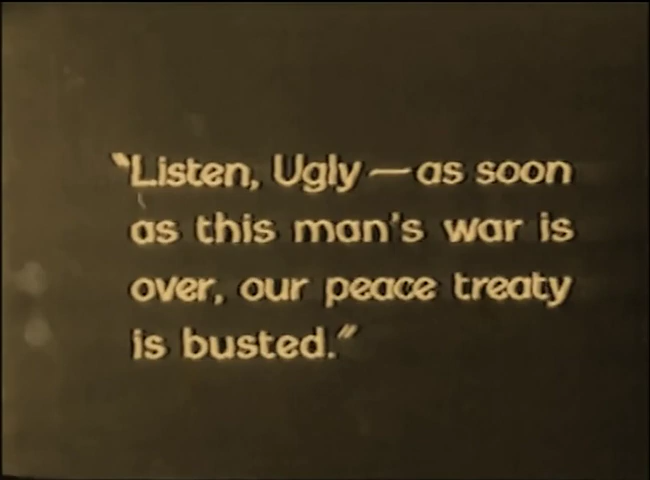 “Listen, Ugly—as soon
as this man's war is
over, our peace treaty
is busted.”